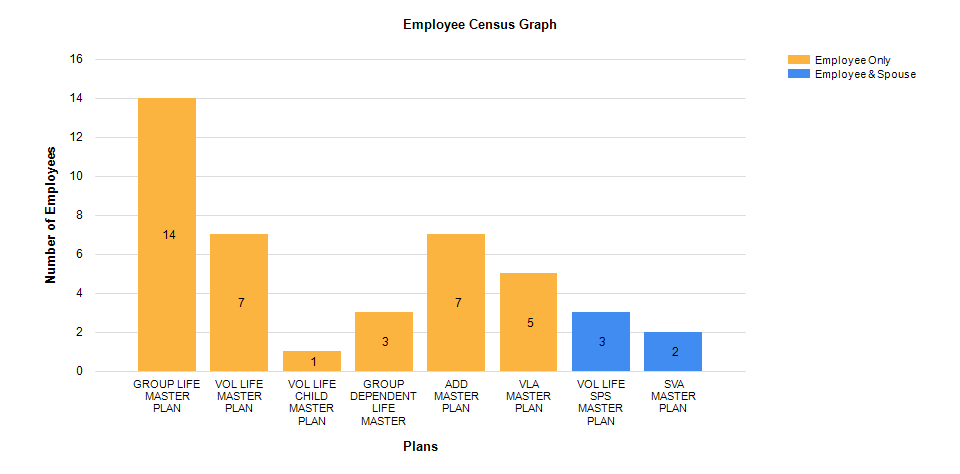 Employee Census Graph
Employee Only
Employee & Spouse
Number of Employees
16
14
12
10
8
6
4
2
0
14
7
1
3
7
5
3
2
GROUP LIFE
MASTER
PLAN
VOL LIFE
MASTER
PLAN
VOL LIFE
CHILD
MASTER
PLAN
GROUP
DEPENDENT
LIFE
MASTER
ADD
MASTER
PLAN
VLA
MASTER
PLAN
VOL LIFE
SPS
MASTER
PLAN
SVA
MASTER
PLAN
Plans